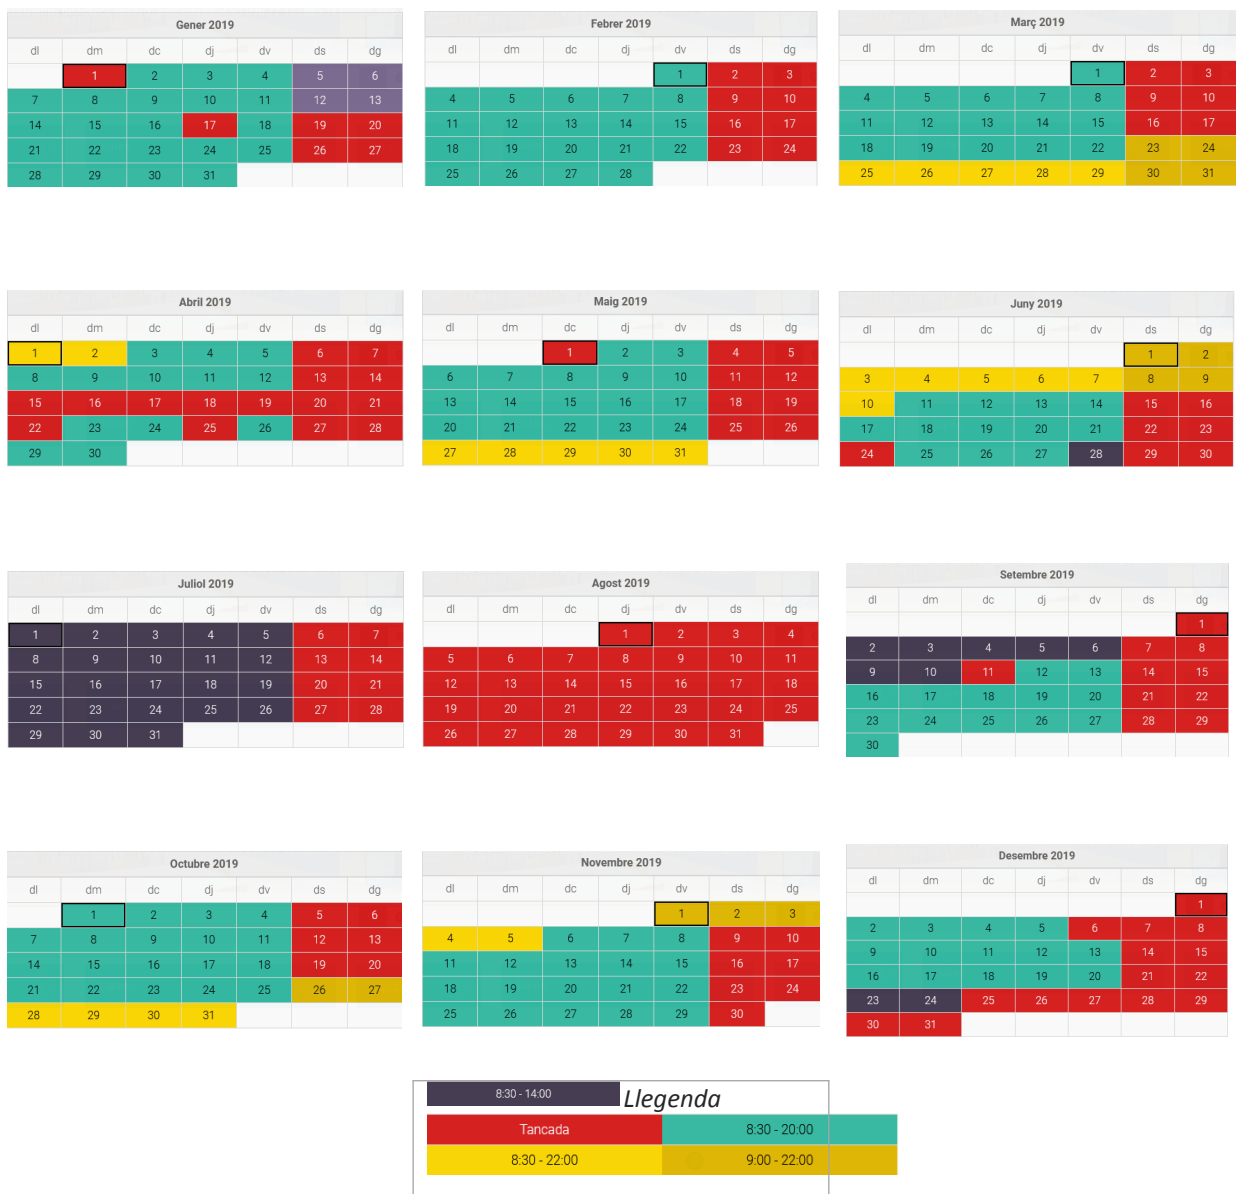 Gener 2019
dl dm dc dj dv ds dg
1 2 3 4 5 6
7 8 9 10 11 12 13
14 15 16 17 18 19 20
21 22 23 24 25 26 27
28 29 30 31
Febrer 2019
dl dm dc dj dv ds dg
1 2 3
4 5 6 7 8 9 10
11 12 13 14 15 16 17
18 19 20 21 22 23 24
25 26 27 28
Març 2019
dl dm dc dj dv ds dg
1 2 3
4 5 6 7 8 9 10
11 12 13 14 15 16 17
18 19 20 21 22 23 24
25 26 27 28 29 30 31
Abril 2019
dl dm dc dj dv ds dg
1 2 3 4 5 6 7
8 9 10 11 12 13 14
15 16 17 18 19 20 21
22 23 24 25 26 27 28
29 30
Maig 2019
dl dm dc dj dv ds dg
1 2 3 4 5
6 7 8 9 10 11 12
13 14 15 16 17 18 19
20 21 22 23 24 25 26
27 28 29 30 31
Juny 2019
dl dm dc dj dv ds dg
1 2
3 4 5 6 7 8 9
10 11 12 13 14 15 16
17 18 19 20 21 22 23
24 25 26 27 28 29 30
Juliol 2019
dl dm dc dj dv ds dg
1 2 3 4 5 6 7
8 9 10 11 12 13 14
15 16 17 18 19 20 21
22 23 24 25 26 27 28
29 30 31
Agost 2019
dl dm dc dj dv ds dg
1 2 3 4
5 6 7 8 9 10 11
12 13 14 15 16 17 18
19 20 21 22 23 24 25
26 27 28 29 30 31
Setembre 2019
dl dm dc dj dv ds dg
1
2 3 4 5 6 7 8
9 10 11 12 13 14 15
16 17 18 19 20 21 22
23 24 25 26 27 28 29
30
Octubre 2019
dl dm dc dj dv ds dg
1 2 3 4 5 6
7 8 9 10 11 12 13
14 15 16 17 18 19 20
21 22 23 24 25 26 27
28 29 30 31
Novembre 2019
dl dm dc dj dv ds dg
1 2 3
4 5 6 7 8 9 10
11 12 13 14 15 16 17
18 19 20 21 22 23 24
25 26 27 28 29 30
Desembre 2019
dl dm dc dj dv ds dg
1
2 3 4 5 6 7 8
9 10 11 12 13 14 15
16 17 18 19 20 21 22
23 24 25 26 27 28 29
30 31
8:30 - 14:00 Llegenda
Tancada 8:30 - 20:00
8:30 - 22:00 9:00 - 22:00